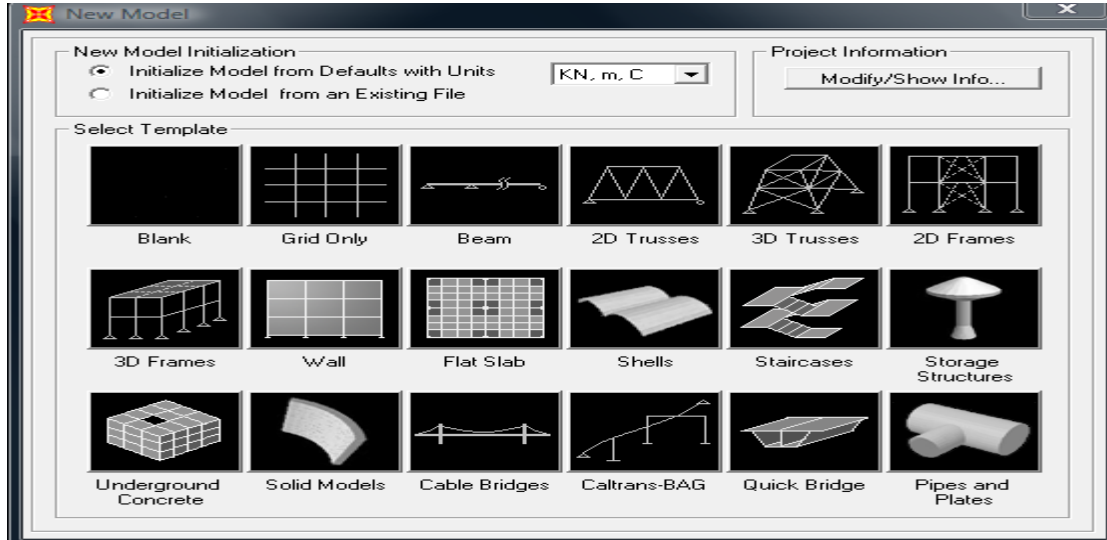 New Model
New Model Initialization
Initialize Model from Defaults with Units
KN, m, C
Initialize Model from an Existing File
Project Information
Modify/Show Info...
Select Template
Blank
Grid Only
Beam
2D Trusses
3D Trusses
2D Frames
3D Frames
Wall
Flat Slab
Shells
Staircases
Storage
Structures
Underground
Concrete
Solid Models
Cable Bridges
Caltrans-BAG
Quick Bridge
Pipes and
Plates